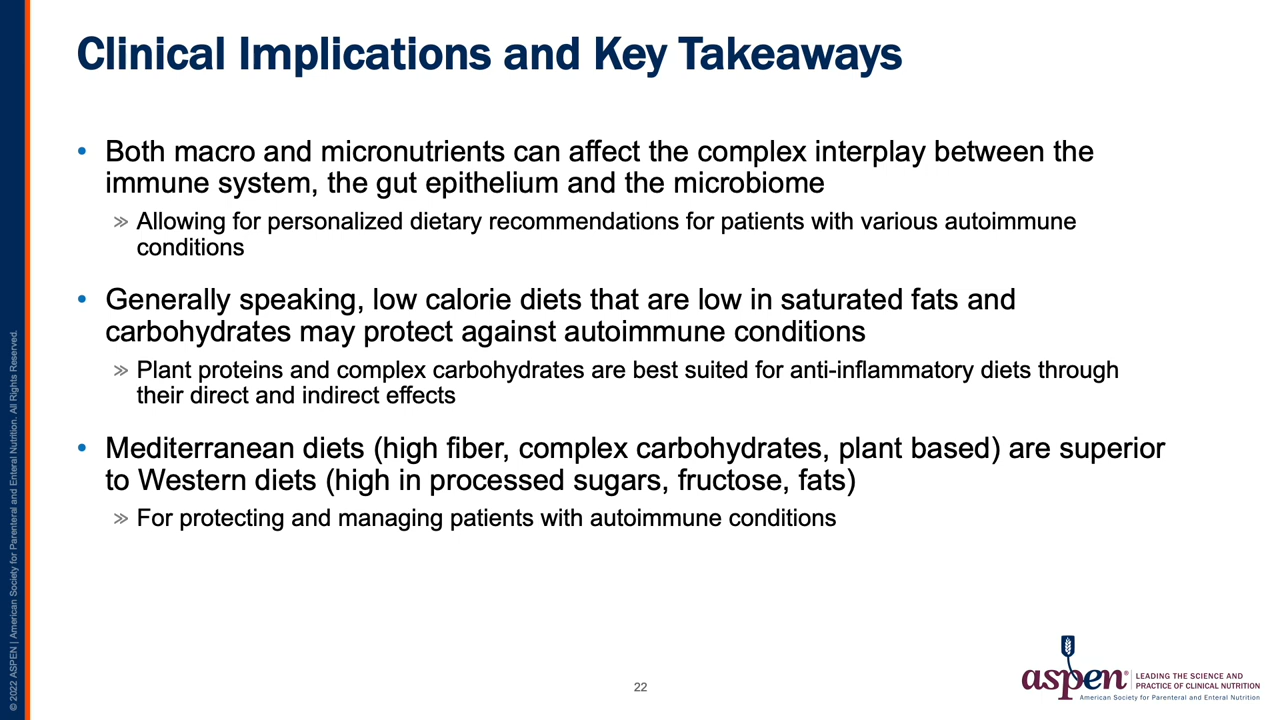 Clinical Implications and Key Takeaways
• Both macro and micronutrients can affect the complex interplay between the
immune system, the gut epithelium and the microbiome
» Allowing for personalized dietary recommendations for patients with various autoimmune
conditions
• Generally speaking, low calorie diets that are low in saturated fats and
carbohydrates may protect against autoimmune conditions
» Plant proteins and complex carbohydrates are best suited for anti-inflammatory diets through
their direct and indirect effects
• Mediterranean diets (high fiber, complex carbohydrates, plant based) are superior
to Western diets (high in processed sugars, fructose, fats)
» For protecting and managing patients with autoimmune conditions
© 2022 ASPEN | American Society for Parenteral and Enteral Nutrition. All Rights Reserved.
22
aspen®
LEADING THE SCIENCE AND
PRACTICE OF CLINICAL NUTRITION
American Society for Parenteral and Enteral Nutrition